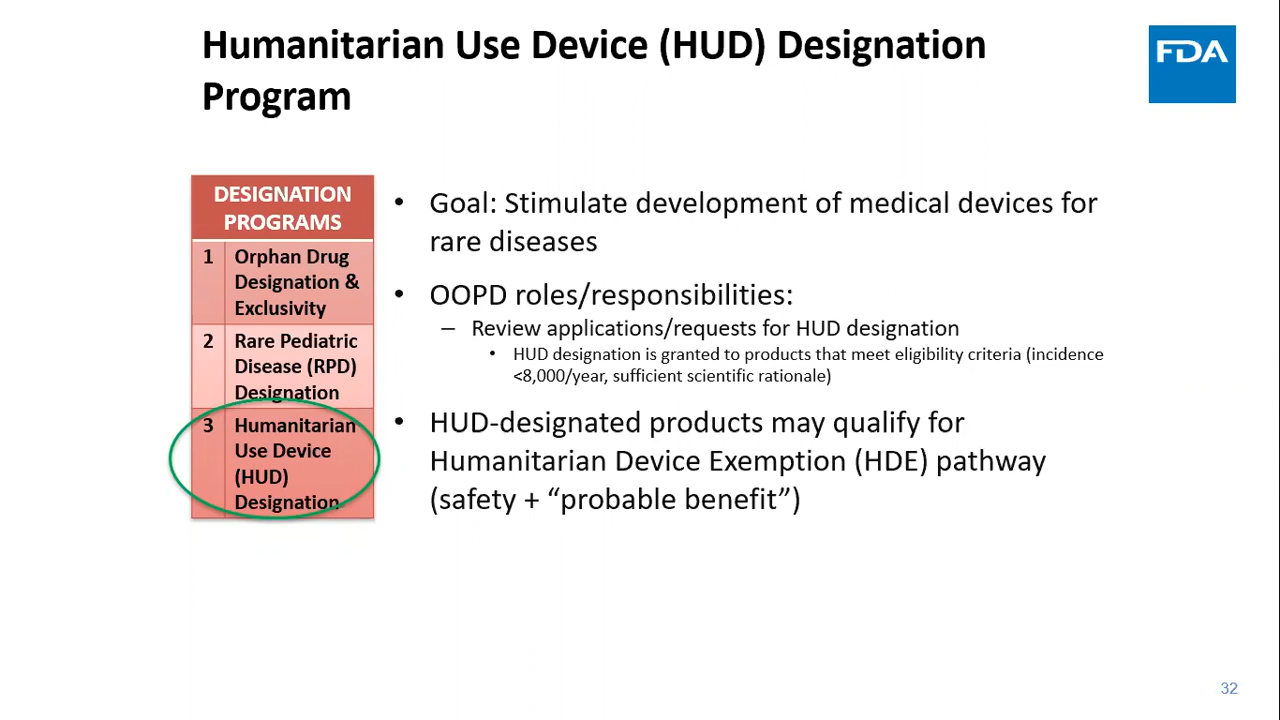 Humanitarian Use Device (HUD) Designation
Program
FDA
DESIGNATION
PROGRAMS
1 Orphan Drug
Designation &
Exclusivity
2 Rare Pediatric
Disease (RPD)
Designation
3 Humanitarian
Use Device
(HUD)
Designation
• Goal: Stimulate development of medical devices for
rare diseases
• OOPD roles/responsibilities:
– Review applications/requests for HUD designation
• HUD designation is granted to products that meet eligibility criteria (incidence
<8,000/year, sufficient scientific rationale)
• HUD-designated products may qualify for
Humanitarian Device Exemption (HDE) pathway
(safety + “probable benefit”)
32